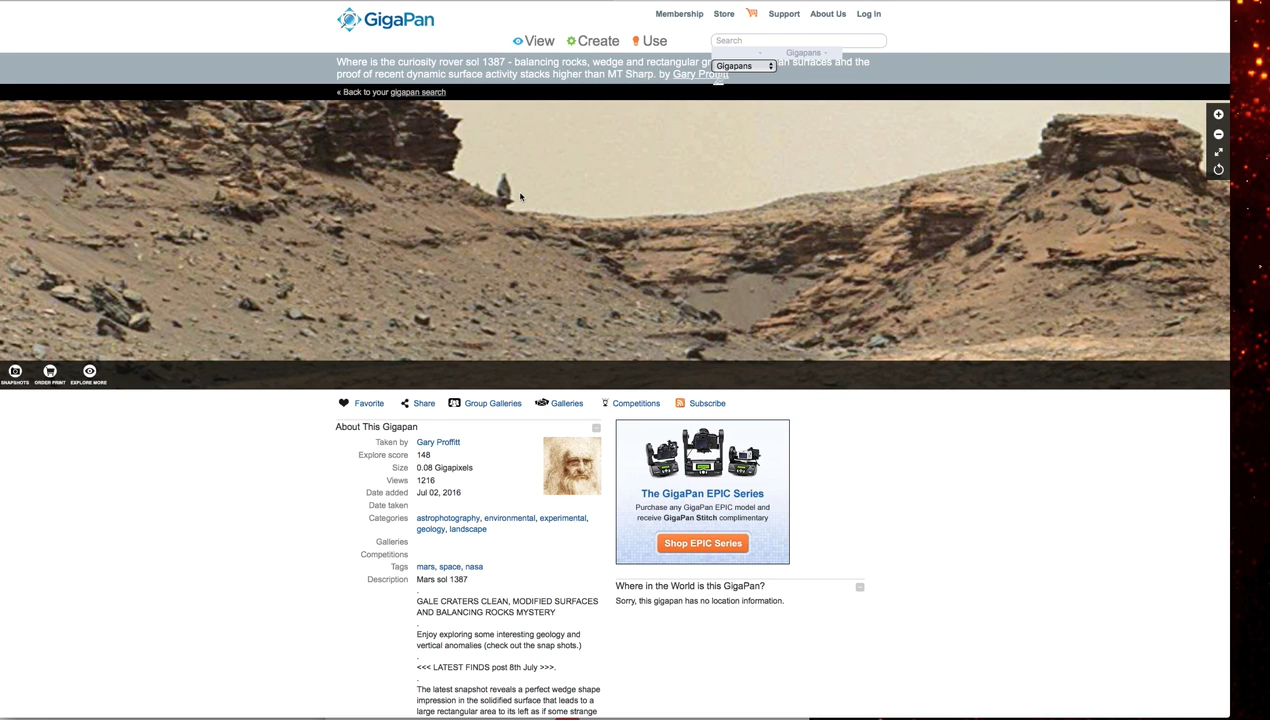 GigaPan
Membership Store Support About Us Log In
View Create Use
Search
Gigapans
Gigapans
Where is the curiosity rover sol 1387 - balancing rocks, wedge and rectangular an surfaces and the
proof of recent dynamic surface activity stacks higher than MT Sharp. by Gary Proffitt
« Back to your gigapan search
SNAPSHOTS ORDER PRINT EXPLORE MORE
Favorite Share Group Galleries Galleries Competitions Subscribe
About This Gigapan
Taken by Gary Proffitt
Explore score 148
Size 0.08 Gigapixels
Views 1216
Date added Jul 02, 2016
Date taken
Categories astrophotography, environmental, experimental,
geology, landscape
Galleries
Competitions
Tags mars, space, nasa
Description Mars sol 1387
.
GALE CRATERS CLEAN, MODIFIED SURFACES
AND BALANCING ROCKS MYSTERY
.
Enjoy exploring some interesting geology and
vertical anomalies (check out the snap shots.)
.
<<< LATEST FINDS post 8th July >>>.
.
The latest snapshot reveals a perfect wedge shape
impression in the solidified surface that leads to a
large rectangular area to its left as if some strange
The GigaPan EPIC Series
Purchase any GigaPan EPIC model and
receive GigaPan Stitch complimentary
Shop EPIC Series
Where in the World is this GigaPan?
Sorry, this gigapan has no location information.